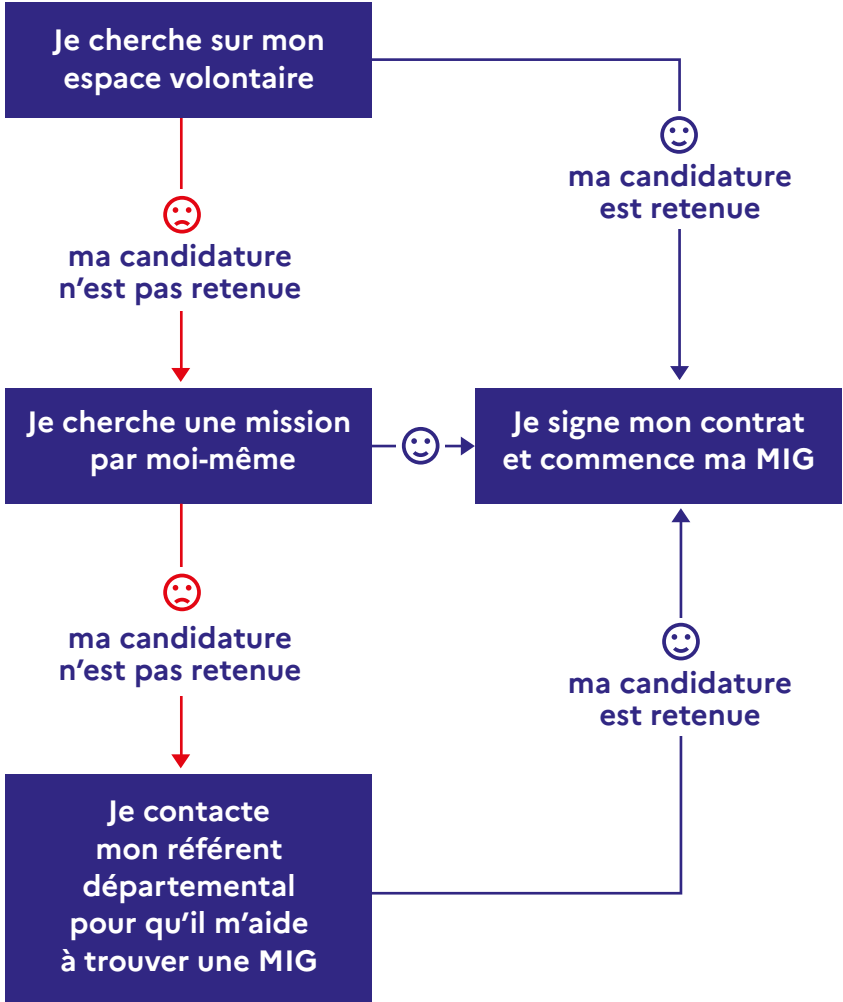 Je cherche sur mon
espace volontaire
ma candidature
est retenue
ma candidature
n’est pas retenue
Je cherche une mission
par moi-même
Je signe mon contrat
et commence ma MIG
ma candidature
n’est pas retenue
ma candidature
est retenue
Je contacte
mon référent
départemental
pour qu’il m’aide
à trouver une MIG